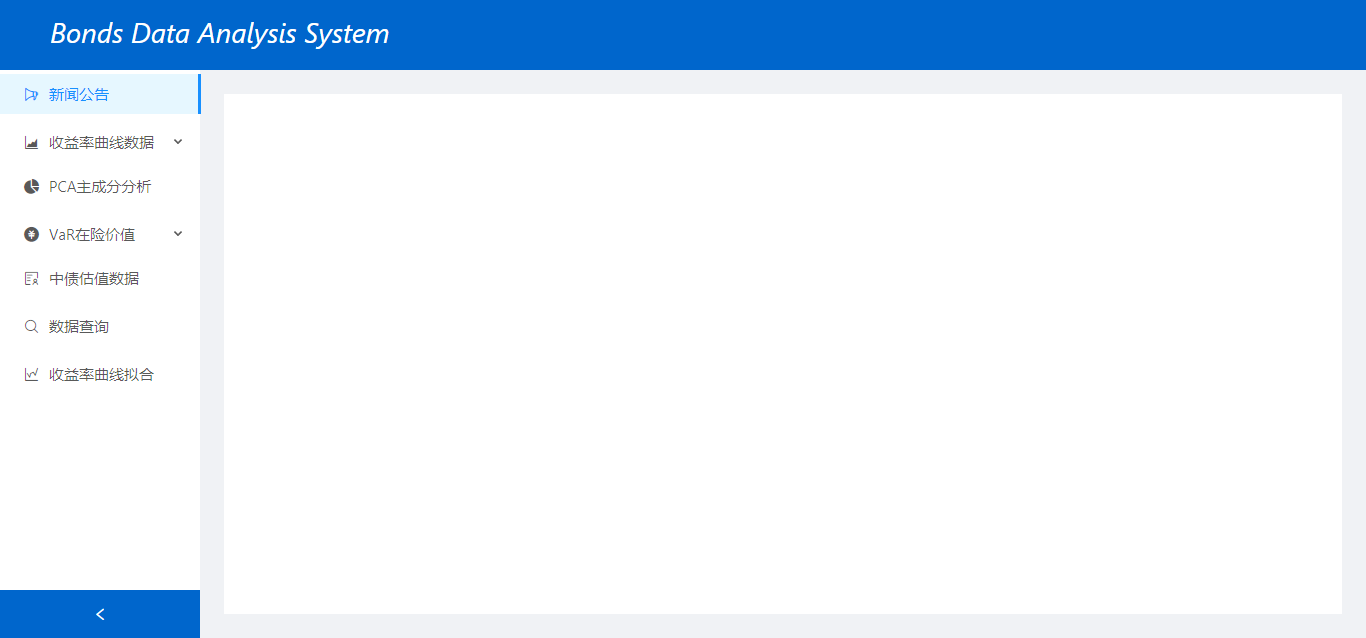 Bonds Data Analysis System
新闻公告
收益率曲线数据
PCA主成分分析
VaR在险价值
中债估值数据
数据查询
收益率曲线拟合